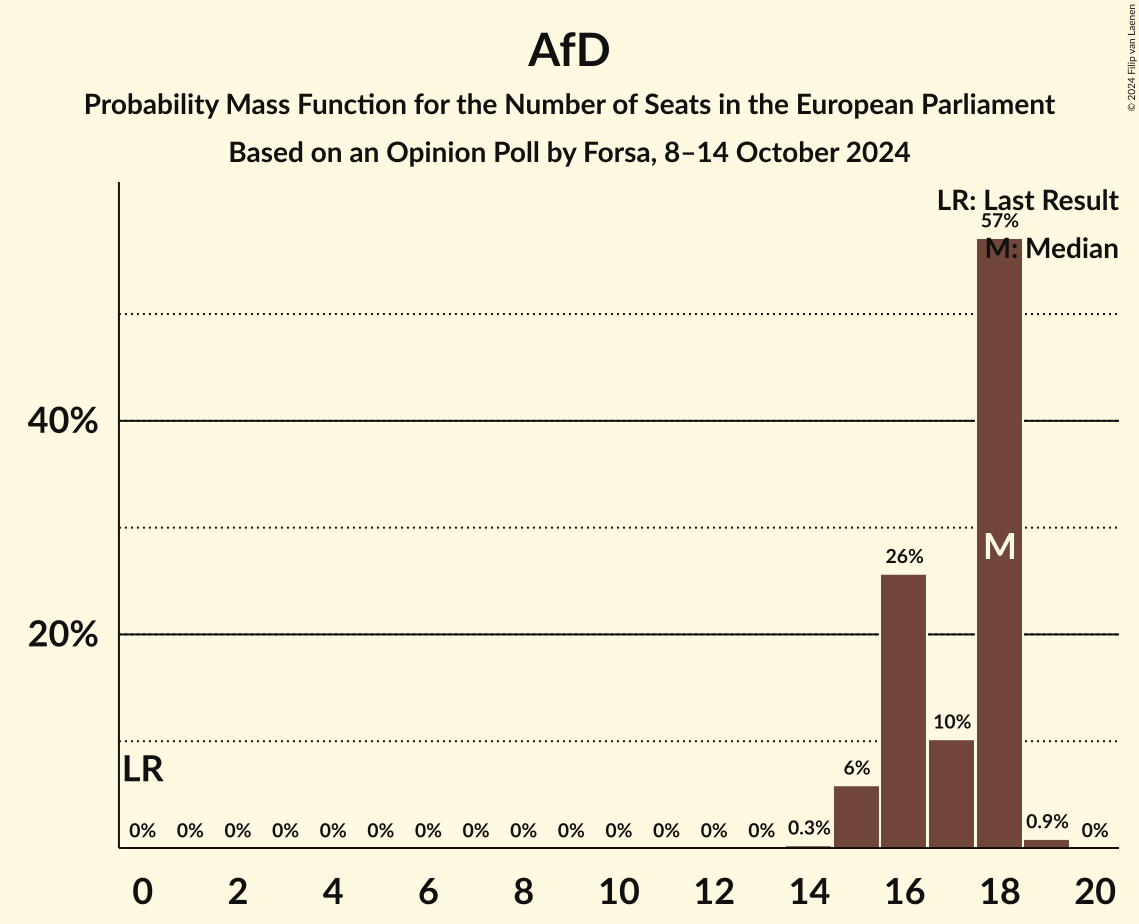 © 2024 Filip van Laenen
AfD
Probability Mass Function for the Number of Seats in the European Parliament
Based on an Opinion Poll by Forsa, 8–14 October 2024
LR: Last Result
57%
M: Median
40%
M
26%
20%
10%
LR
6%
0% 0% 0% 0% 0% 0% 0% 0% 0% 0% 0% 0% 0% 0% 0.3% 0.9% 0%
0 2 4 6 8 10 12 14 16 18 20